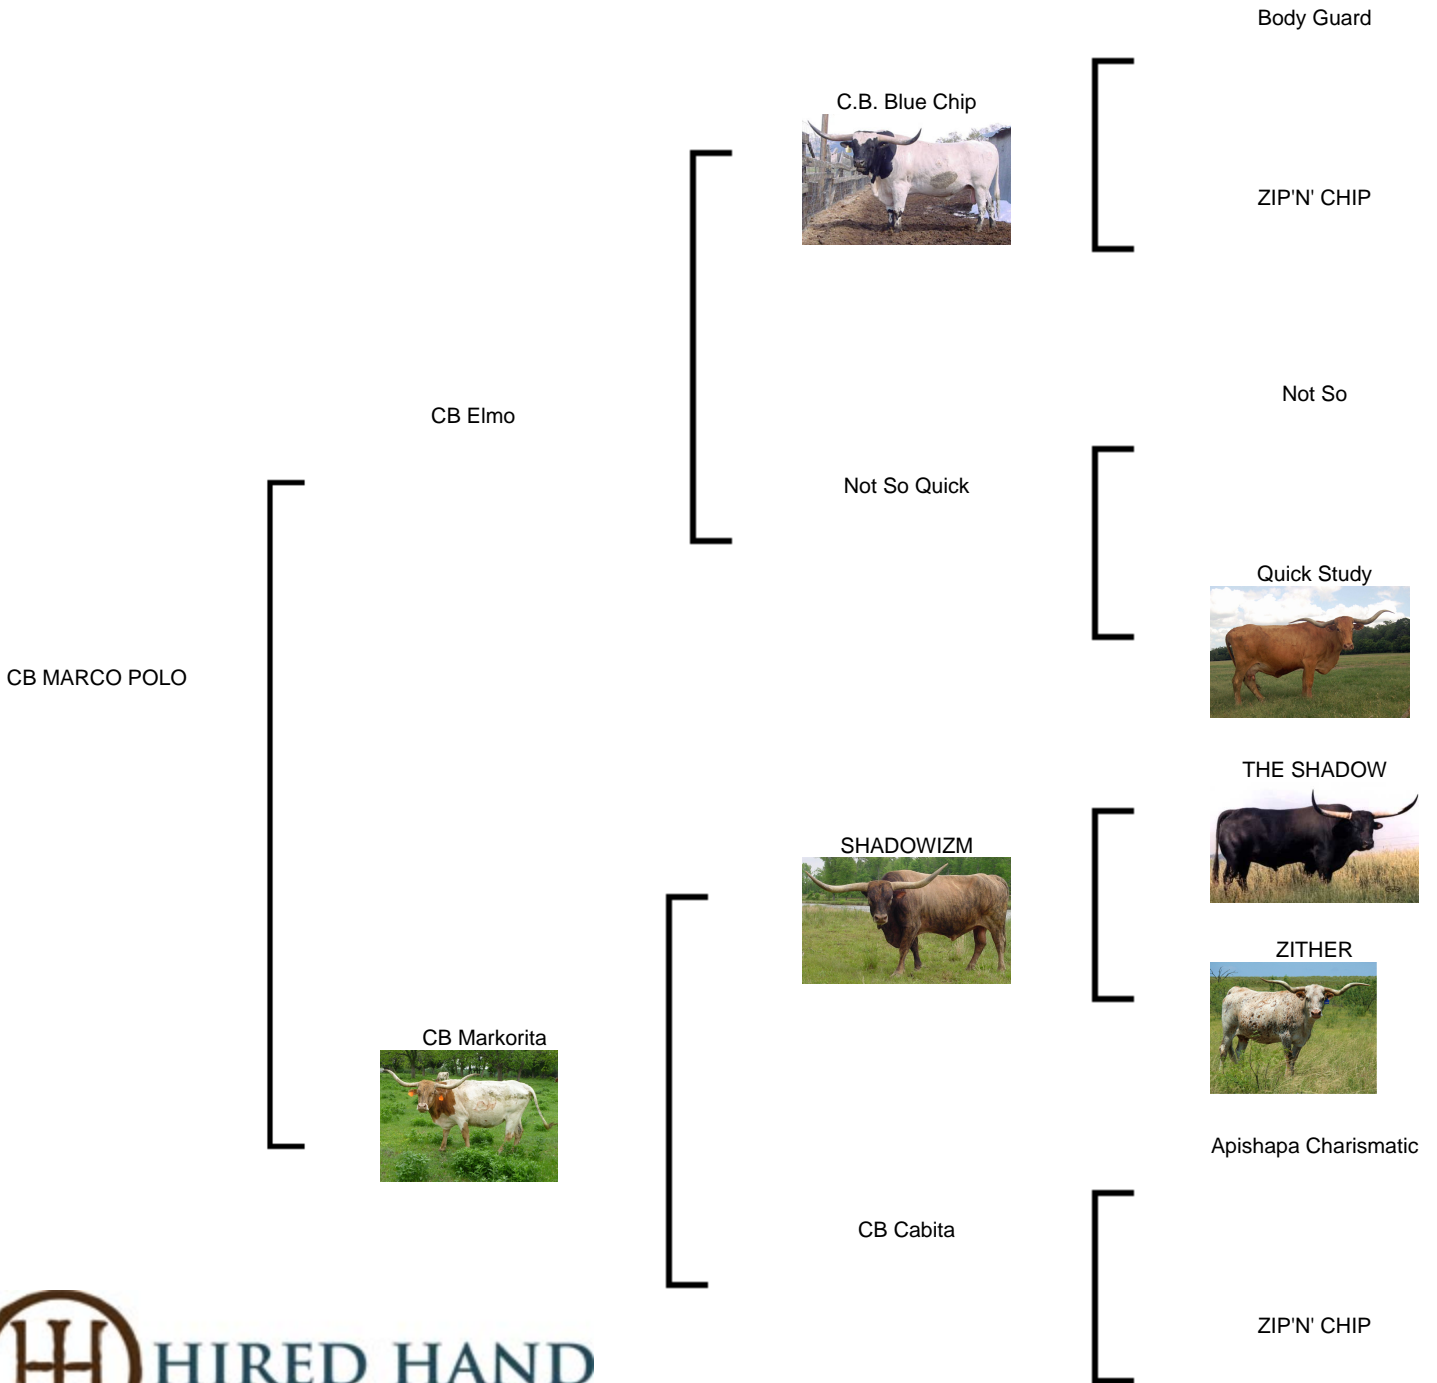 Body Guard
C.B. Blue Chip
ZIP'N' CHIP
Not So
CB Elmo
Not So Quick
Quick Study
CB MARCO POLO
THE SHADOW
SHADOWIZM
ZITHER
CB Markorita
Apishapa Charismatic
CB Cabita
ZIP'N' CHIP
HIRED HAND